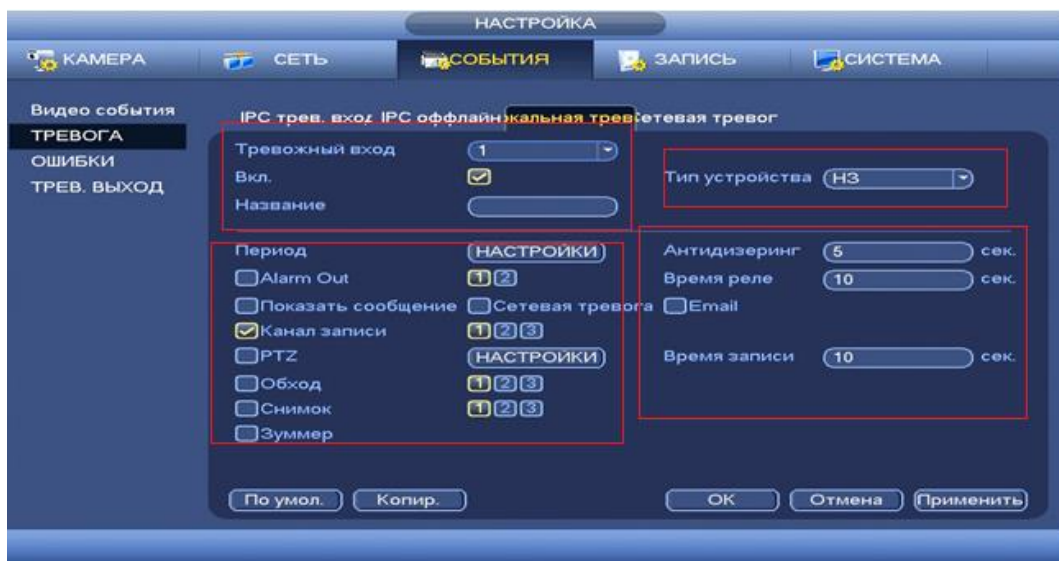 НАСТРОЙКА
КАМЕРА СЕТЬ СОБЫТИЯ ЗАПИСЬ СИСТЕМА
Видео события
ТРЕВОГА
ОШИБКИ
ТРЕВ. ВЫХОД
IPC трев. вход IPC оффлайн кальная трев етевая тревог
Тревожный вход 1
Вкл. Тип устройства НЗ
Название
Период НАСТРОЙКИ Антидизеринг 5 сек.
Alarm Out 1 2 Время реле 10 сек.
Показать сообщение Сетевая тревога Email
Канал записи 1 2 3
PTZ НАСТРОЙКИ Время записи 10 сек.
Обход 1 2 3
Снимок 1 2 3
Зуммер
По умол. Копир. OK Отмена Применить